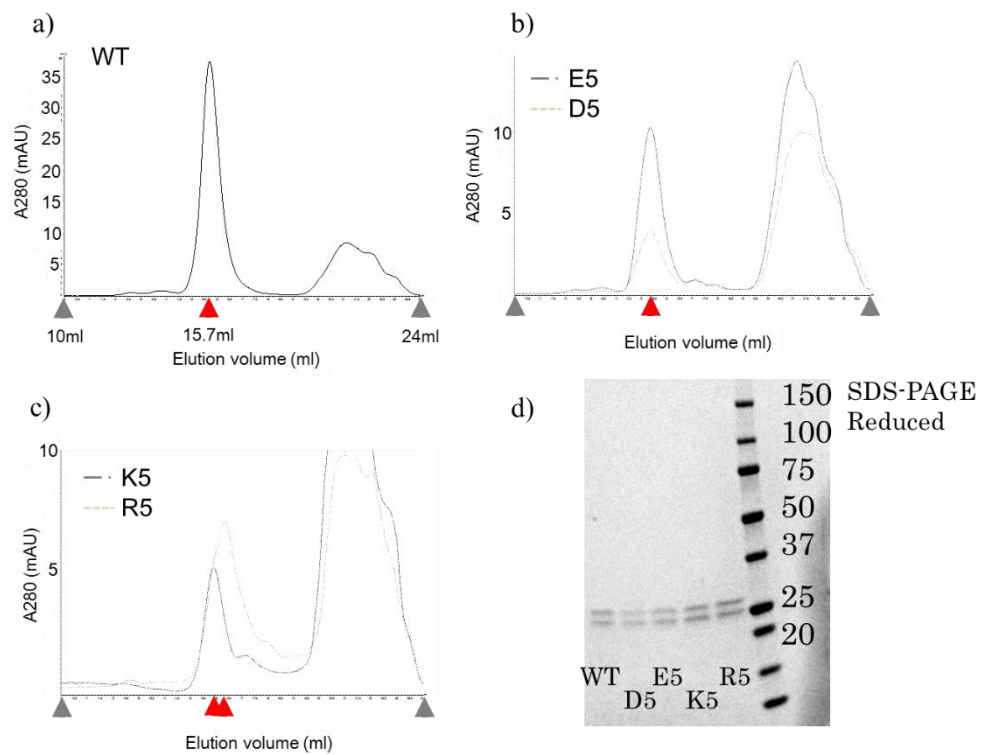 a)
WT
35
30
25
20
15
10
5
A280 (mAU)
10ml
15.7ml
24ml
Elution volume (ml)
b)
E5
D5
10
5
A280 (mAU)
Elution volume (ml)
c)
K5
R5
10
5
A280 (mAU)
Elution volume (ml)
d)
150
100
75
50
37
25
20
SDS-PAGE
Reduced
WT
E5
R5
D5
K5